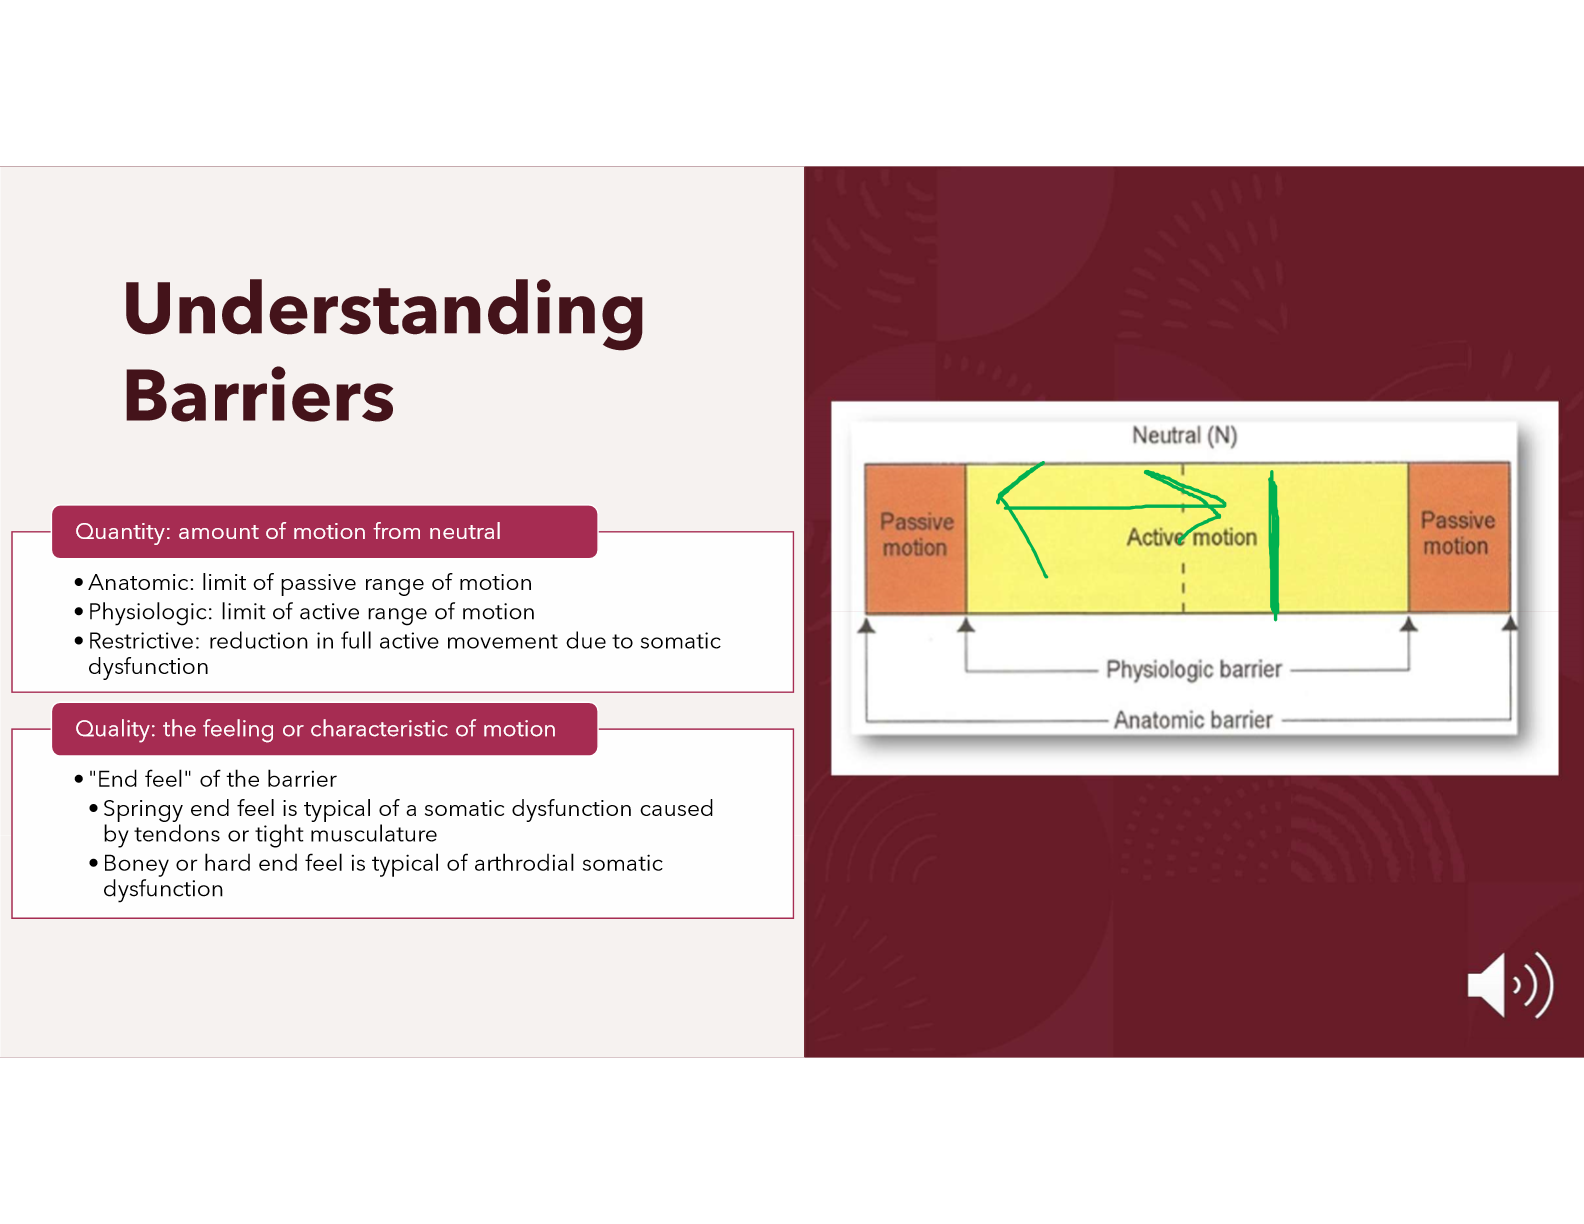 Understanding
Barriers
Quantity: amount of motion from neutral
•Anatomic: limit of passive range of motion
•Physiologic: limit of active range of motion
•Restrictive: reduction in full active movement due to somatic
dysfunction
Quality: the feeling or characteristic of motion
•"End feel" of the barrier
•Springy end feel is typical of a somatic dysfunction caused
by tendons or tight musculature
•Boney or hard end feel is typical of arthrodial somatic
dysfunction
Neutral (N)
Passive
motion
Active motion
Passive
motion
Physiologic barrier
Anatomic barrier